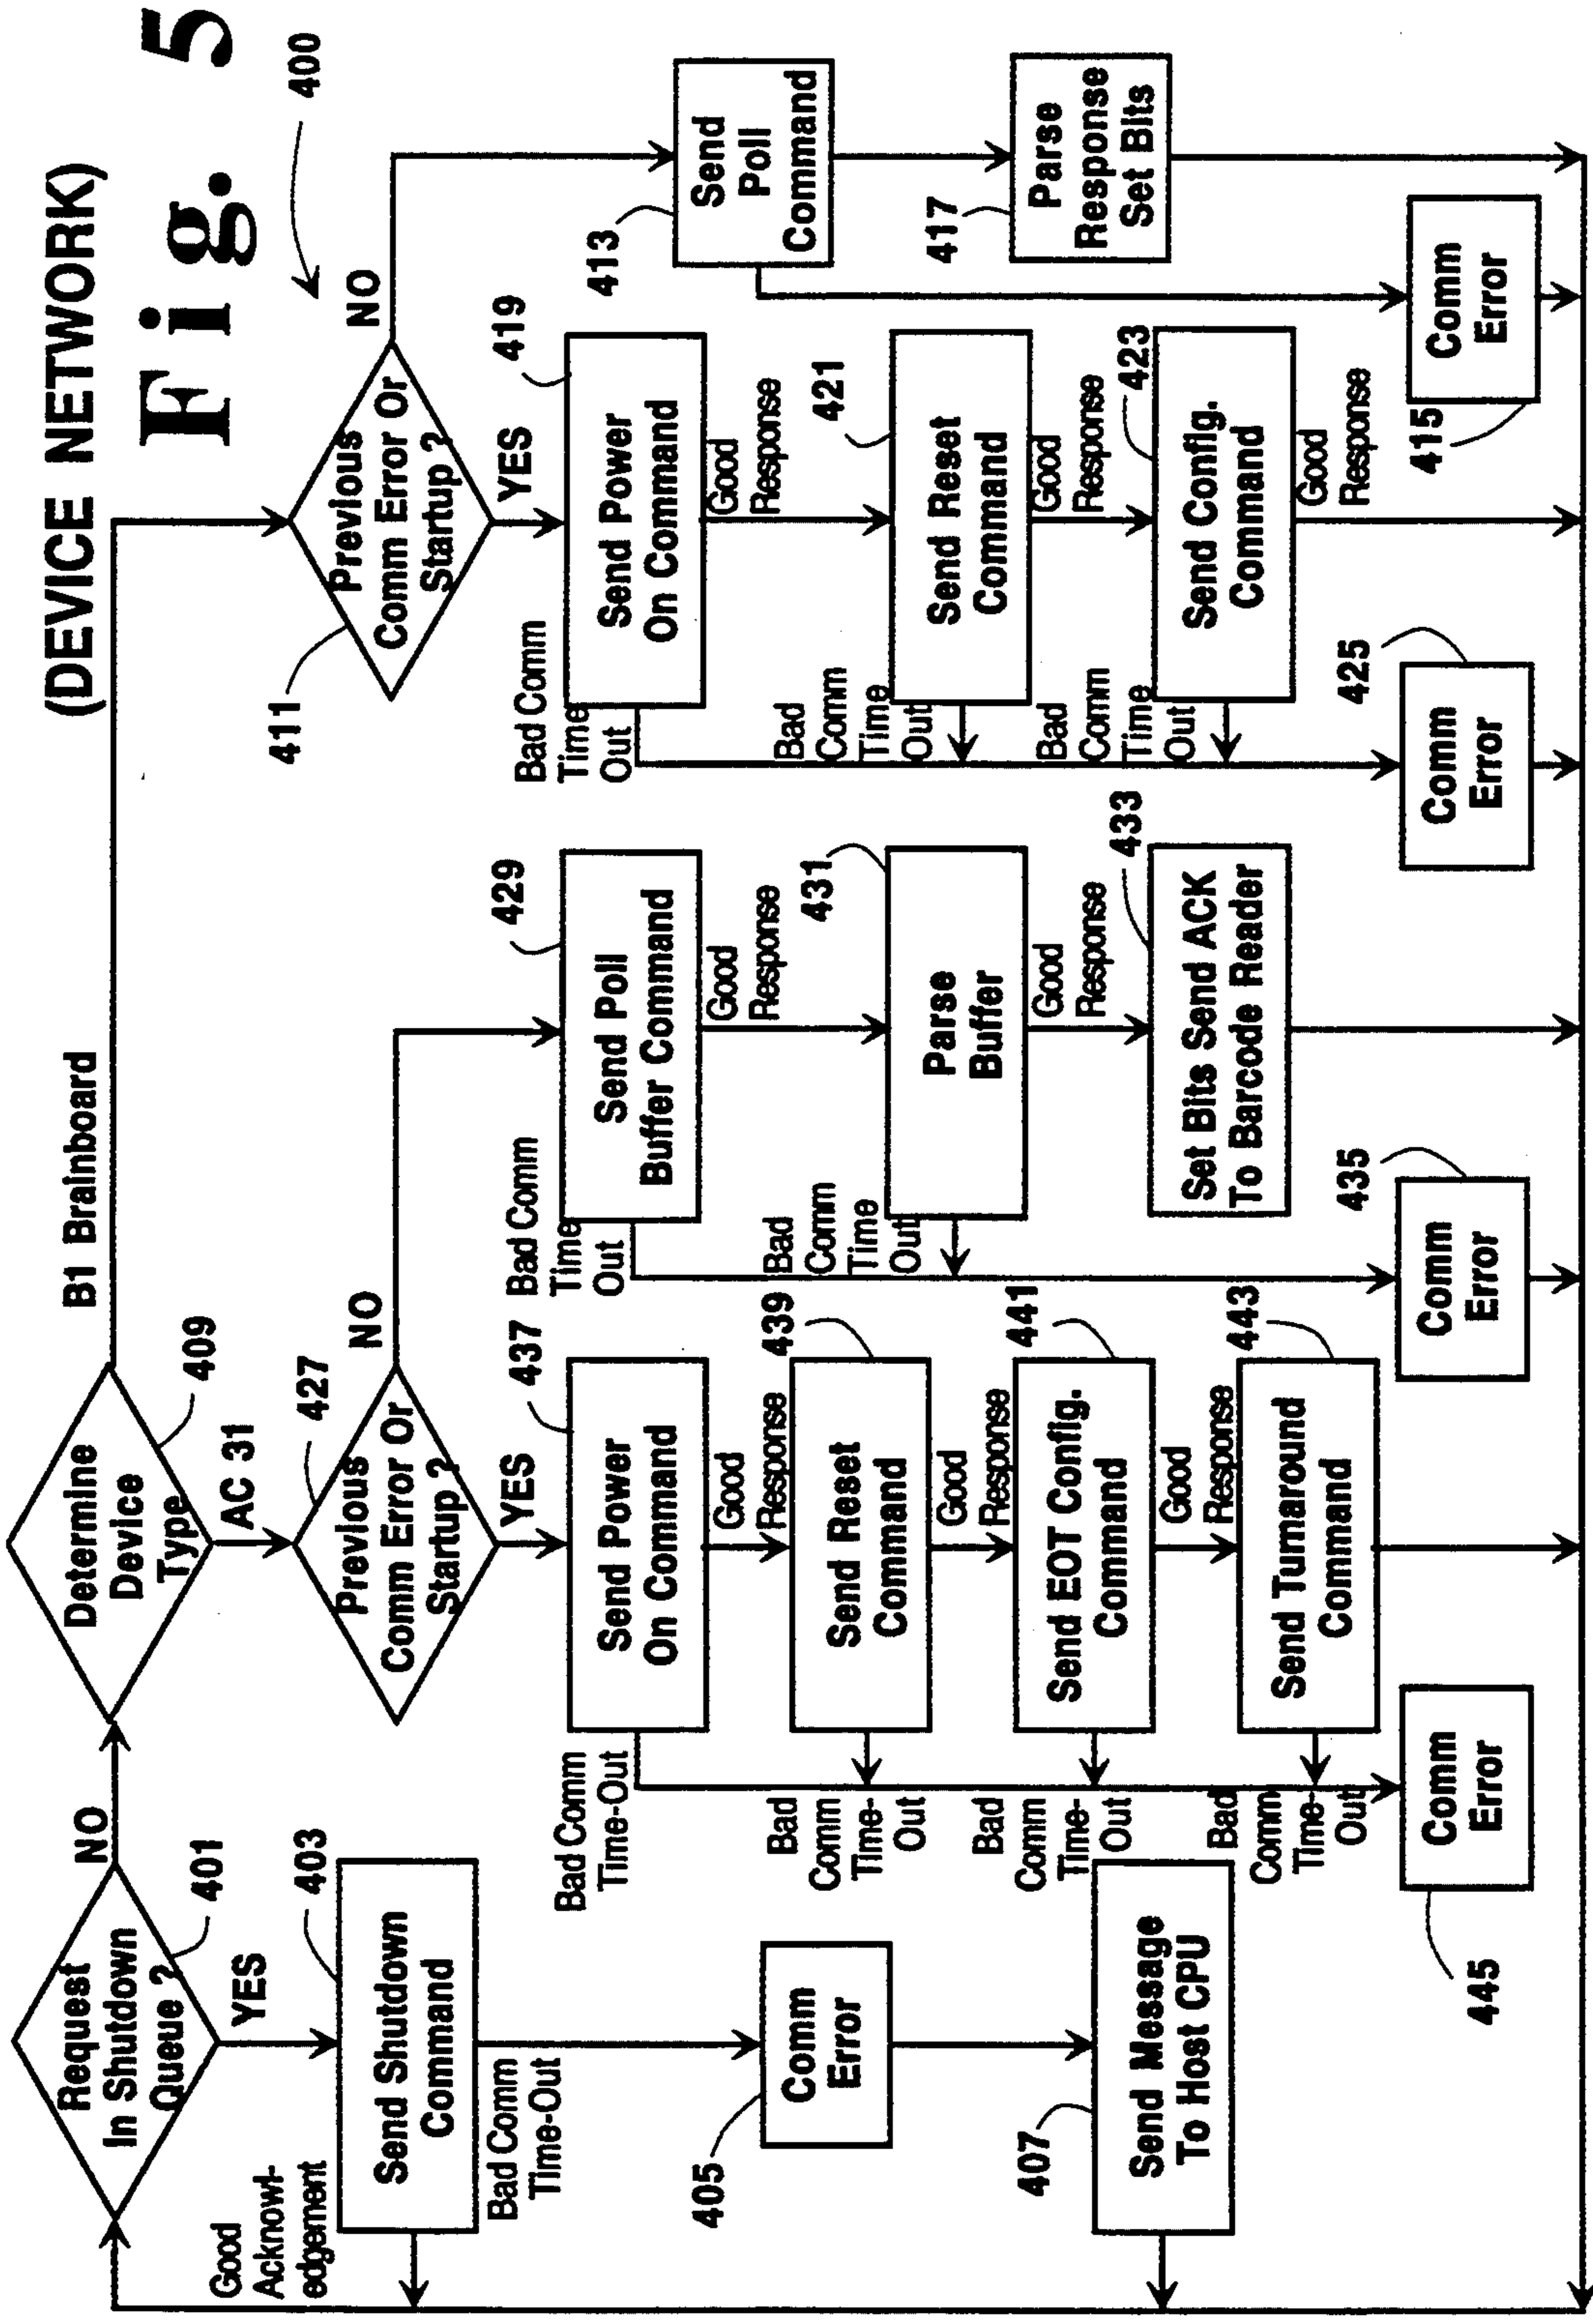 (DEVICE NETWORK)
Fig. 5
400
Request
In Shutdown
Queue ?
401
NO
YES
Good
Acknowl-
edgement
403
Send Shutdown
Command
Bad Comm
Time-Out
405
Comm
Error
407
Send Message
To Host CPU
Determine
Device
Type
409
B1 Brainboard
AC 31
427
Previous
Comm Error Or
Startup ?
NO
YES
437
Send Power
On Command
Bad Comm
Time-Out
Good
Response
439
Send Reset
Command
Bad
Comm
Time-
Out
Good
Response
441
Send EOT Config.
Command
Bad
Comm
Time-
Out
Good
Response
443
Send Turnaround
Command
Bad
Comm
Time-
Out
445
Comm
Error
429
Send Poll
Buffer Command
Bad Comm
Time
Out
Good
Response
431
Parse
Buffer
Bad
Comm
Time
Out
Good
Response
433
Set Bits Send ACK
To Barcode Reader
435
Comm
Error
411
Previous
Comm Error Or
Startup ?
NO
YES
419
Send Power
On Command
Bad Comm
Time
Out
Good
Response
421
Send Reset
Command
Bad
Comm
Time
Out
Good
Response
423
Send Config.
Command
Bad
Comm
Time
Out
Good
Response
425
Comm
Error
413
Send
Poll
Command
417
Parse
Response
Set Bits
415
Comm
Error